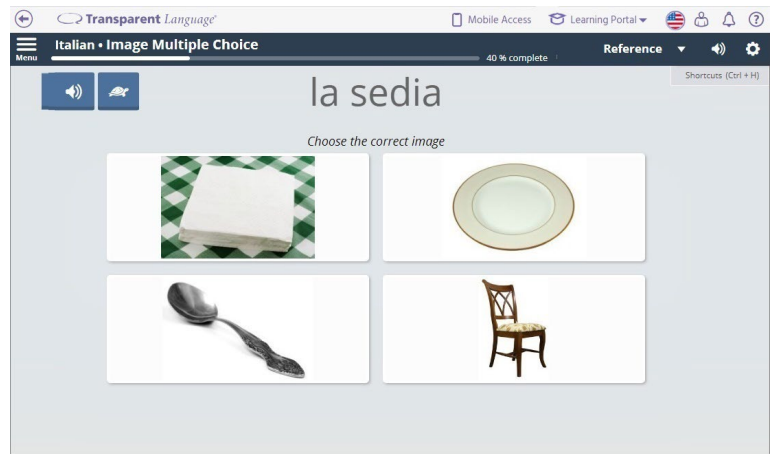 Transparent Language®
Mobile Access
Learning Portal
Menu
Italian • Image Multiple Choice
40 % complete
Reference
Shortcuts (Ctrl + H)
la sedia
Choose the correct image